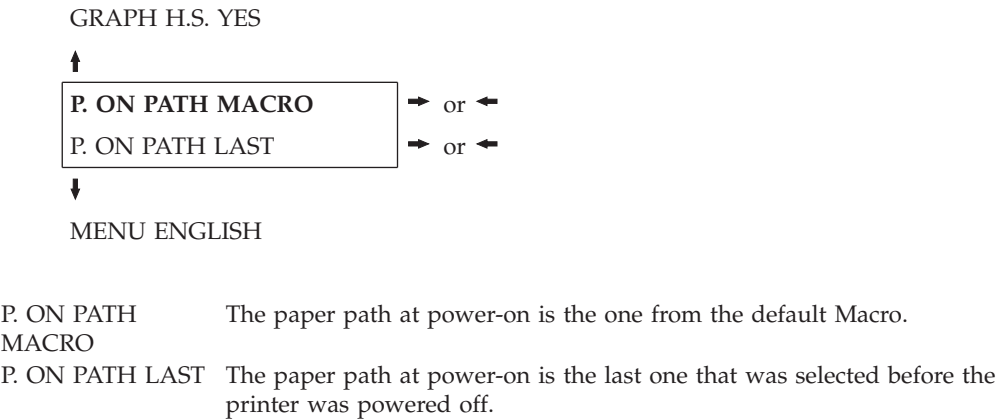 GRAPH H.S. YES
P. ON PATH MACRO → or ←
P. ON PATH LAST → or ←
MENU ENGLISH
P. ON PATH The paper path at power-on is the one from the default Macro.
MACRO
P. ON PATH LAST The paper path at power-on is the last one that was selected before the
printer was powered off.